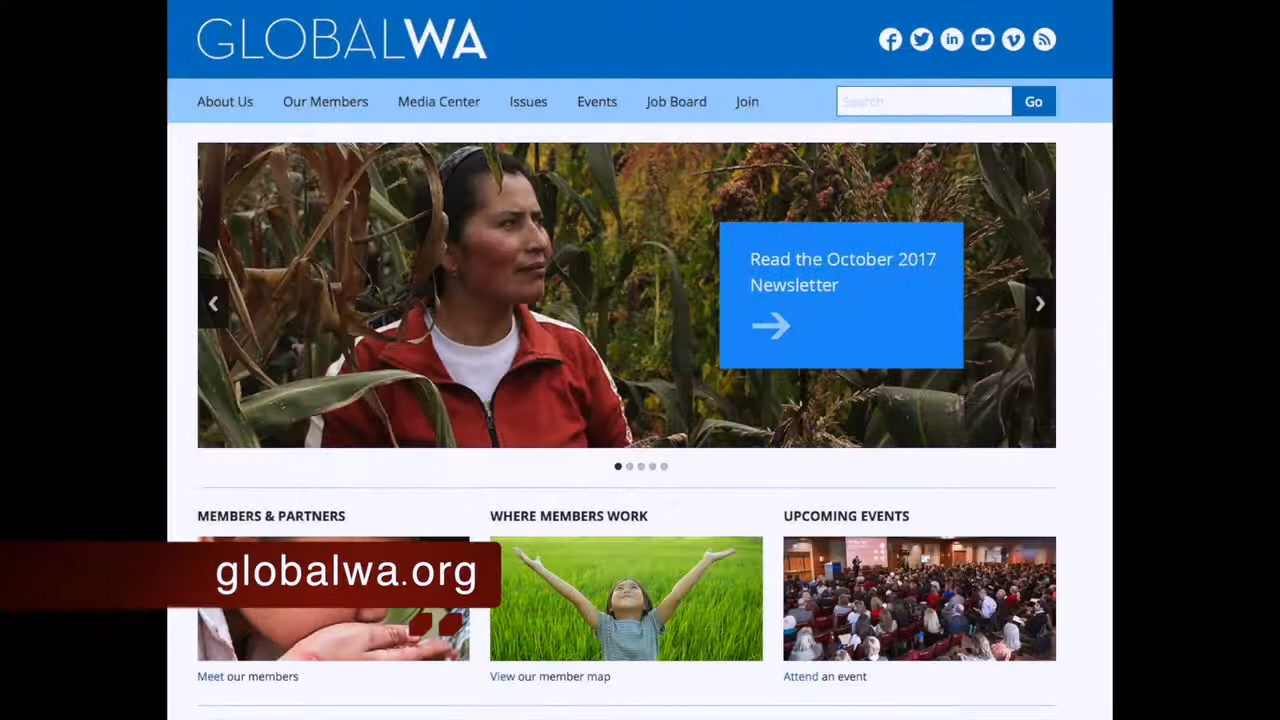 GLOBALWA
About Us
Our Members
Media Center
Issues
Events
Job Board
Join
Search
Go
Read the October 2017
Newsletter
MEMBERS & PARTNERS
WHERE MEMBERS WORK
UPCOMING EVENTS
globalwa.org
Meet our members
View our member map
Attend an event